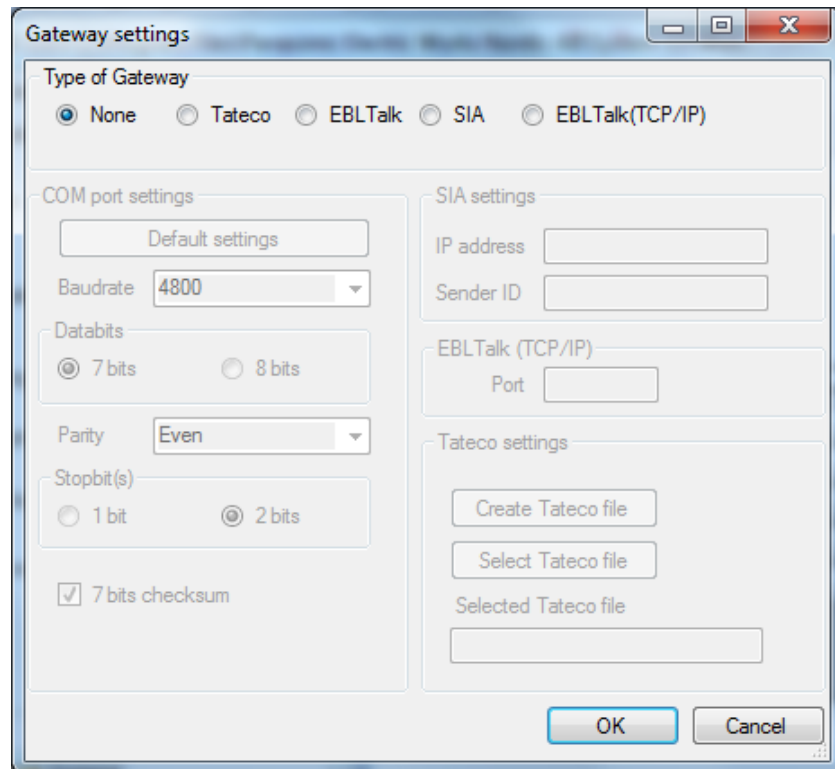 Gateway settings
Type of Gateway
None Tateco EBLTalk SIA EBLTalk(TCP/IP)
COM port settings
Default settings
Baudrate 4800
Databits
7 bits 8 bits
Parity Even
Stopbit(s)
1 bit 2 bits
7 bits checksum
SIA settings
IP address
Sender ID
EBLTalk (TCP/IP)
Port
Tateco settings
Create Tateco file
Select Tateco file
Selected Tateco file
OK Cancel